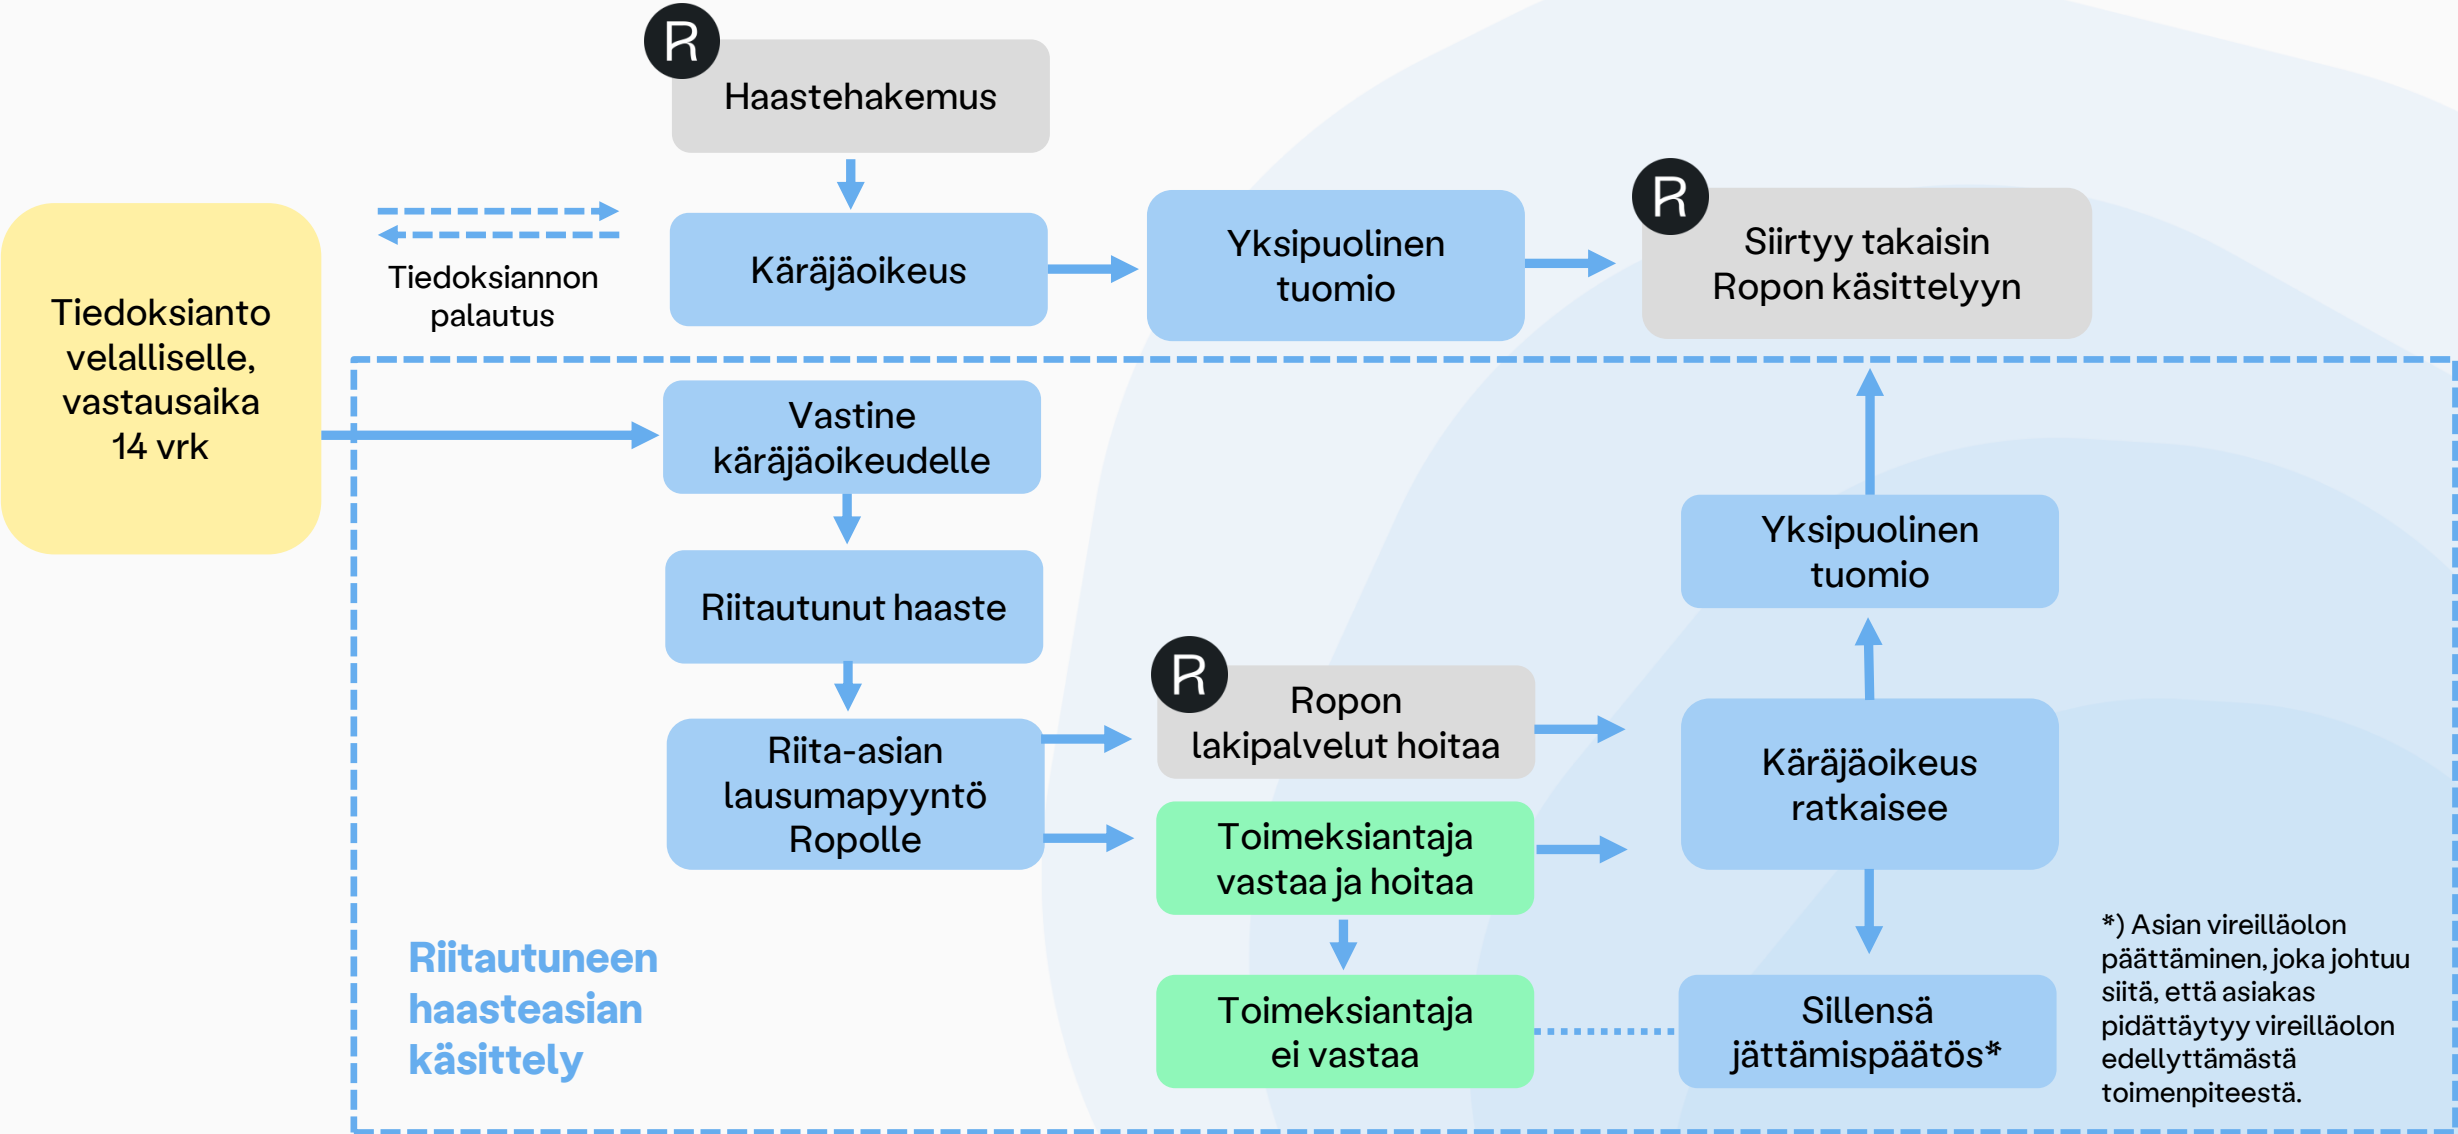 R
Haastehakemus
Tiedoksianto
velalliselle,
vastausaika
14 vrk
Tiedoksiannon
palautus
Käräjäoikeus
Yksipuolinen
tuomio
R
Siirtyy takaisin
Ropon käsittelyyn
Vastine
käräjäoikeudelle
Riitautunut haaste
Riita-asian
lausumapyyntö
Ropolle
R
Ropon
lakipalvelut hoitaa
Toimeksiantaja
vastaa ja hoitaa
Toimeksiantaja
ei vastaa
Yksipuolinen
tuomio
Käräjäoikeus
ratkaisee
Sillensä
jättämispäätös*
Riitautuneen
haasteasian
käsittely
*) Asian vireilläolon
päättäminen, joka johtuu
siitä, että asiakas
pidättäytyy vireilläolon
edellyttämästä
toimenpiteestä.